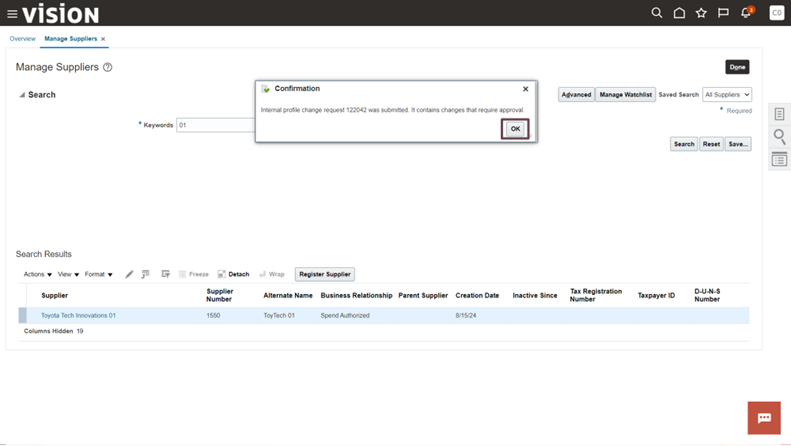 VISION
3
CO
Overview
Manage Suppliers ×
Manage Suppliers ?
Done
Search
Confirmation
Internal profile change request 122042 was submitted. It contains changes that require approval.
OK
Advanced
Manage Watchlist
Saved Search
All Suppliers
* Required
* Keywords 01
Search
Reset
Save...
Search Results
Actions
View
Format
Freeze
Detach
Wrap
Register Supplier
Supplier
Supplier Number
Alternate Name
Business Relationship
Parent Supplier
Creation Date
Inactive Since
Tax Registration Number
Taxpayer ID
D-U-N-S Number
Toyota Tech Innovations 01
1550
ToyTech 01
Spend Authorized
8/15/24
Columns Hidden 19